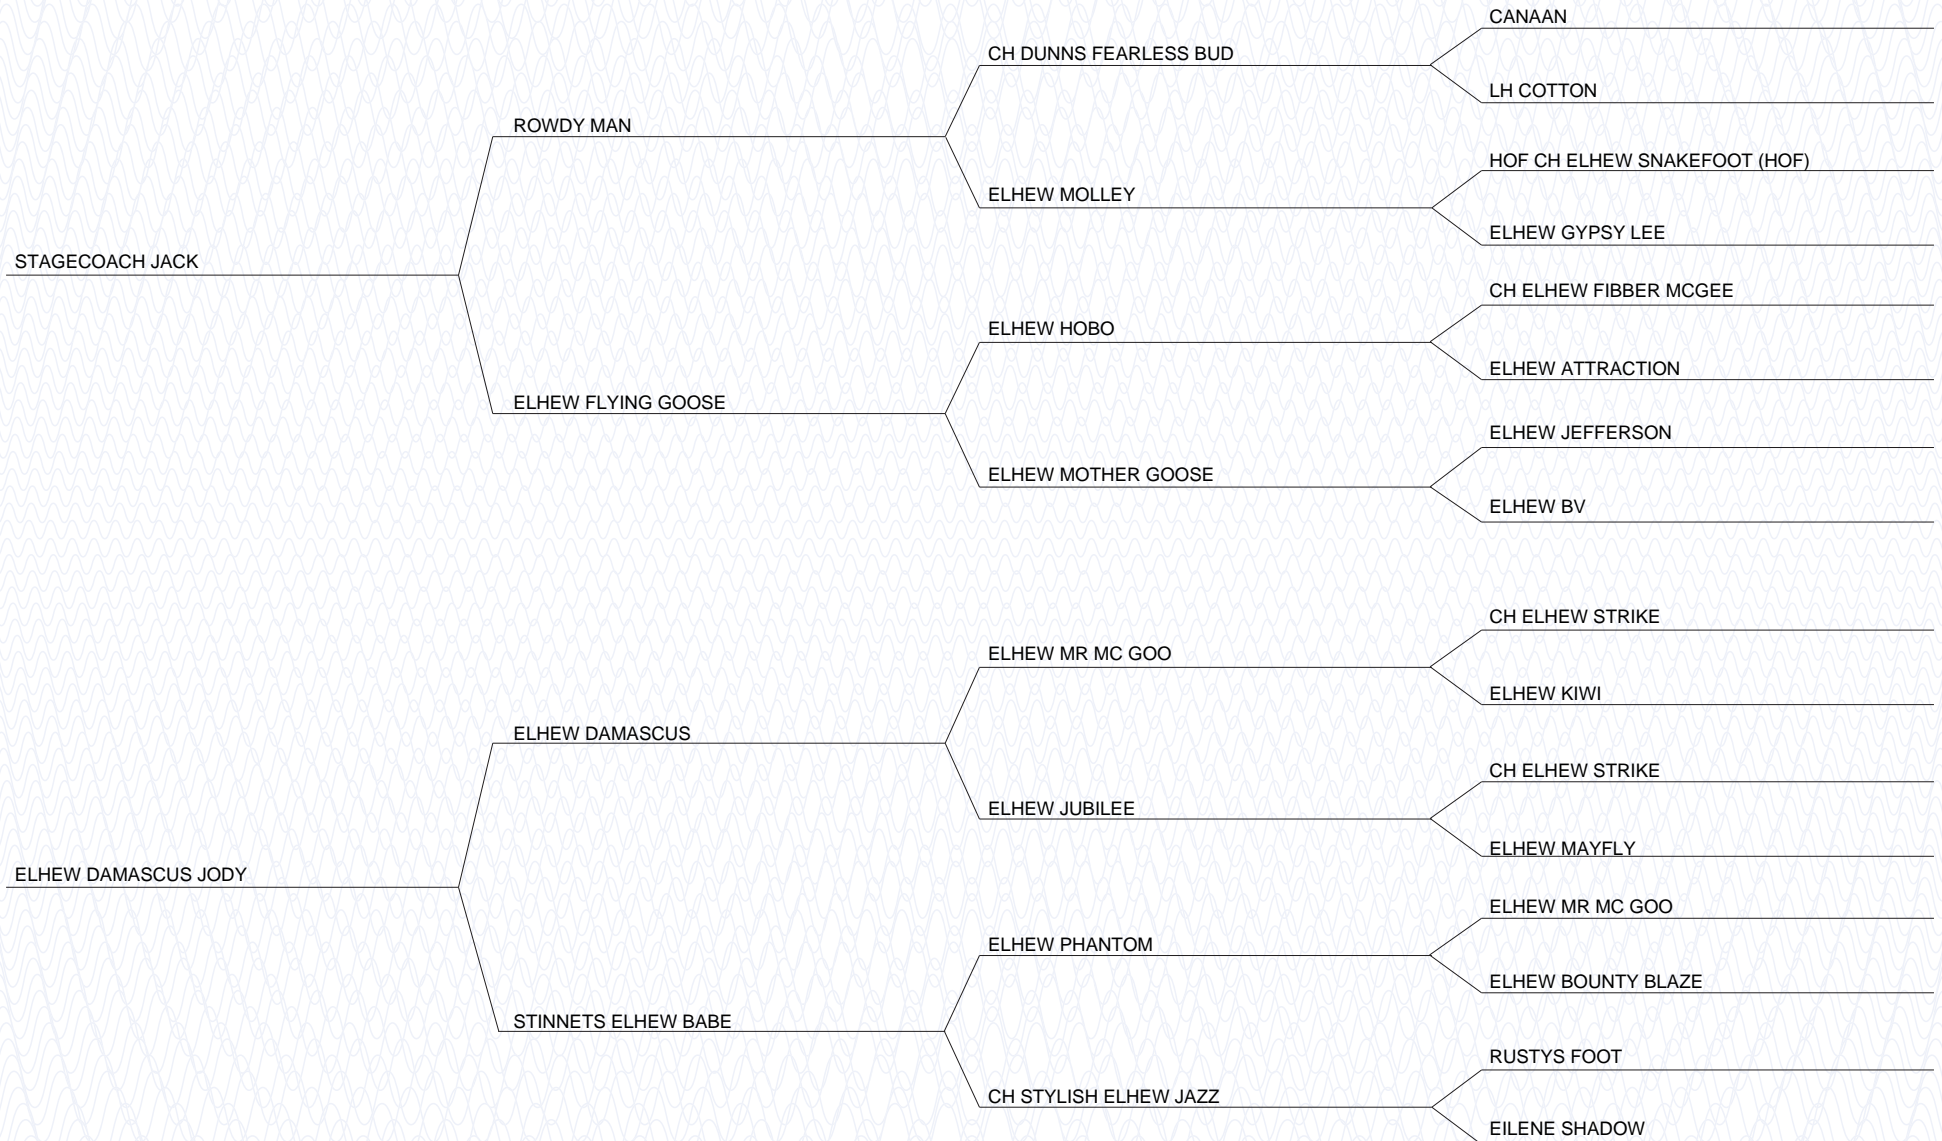 CANAAN
CH DUNNS FEARLESS BUD
LH COTTON
ROWDY MAN
HOF CH ELHEW SNAKEFOOT (HOF)
ELHEW MOLLEY
ELHEW GYPSY LEE
STAGECOACH JACK
CH ELHEW FIBBER MCGEE
ELHEW HOBO
ELHEW ATTRACTION
ELHEW FLYING GOOSE
ELHEW JEFFERSON
ELHEW MOTHER GOOSE
ELHEW BV
CH ELHEW STRIKE
ELHEW MR MC GOO
ELHEW KIWI
ELHEW DAMASCUS
CH ELHEW STRIKE
ELHEW JUBILEE
ELHEW MAYFLY
ELHEW DAMASCUS JODY
ELHEW MR MC GOO
ELHEW PHANTOM
ELHEW BOUNTY BLAZE
STINNETS ELHEW BABE
RUSTYS FOOT
CH STYLISH ELHEW JAZZ
EILENE SHADOW